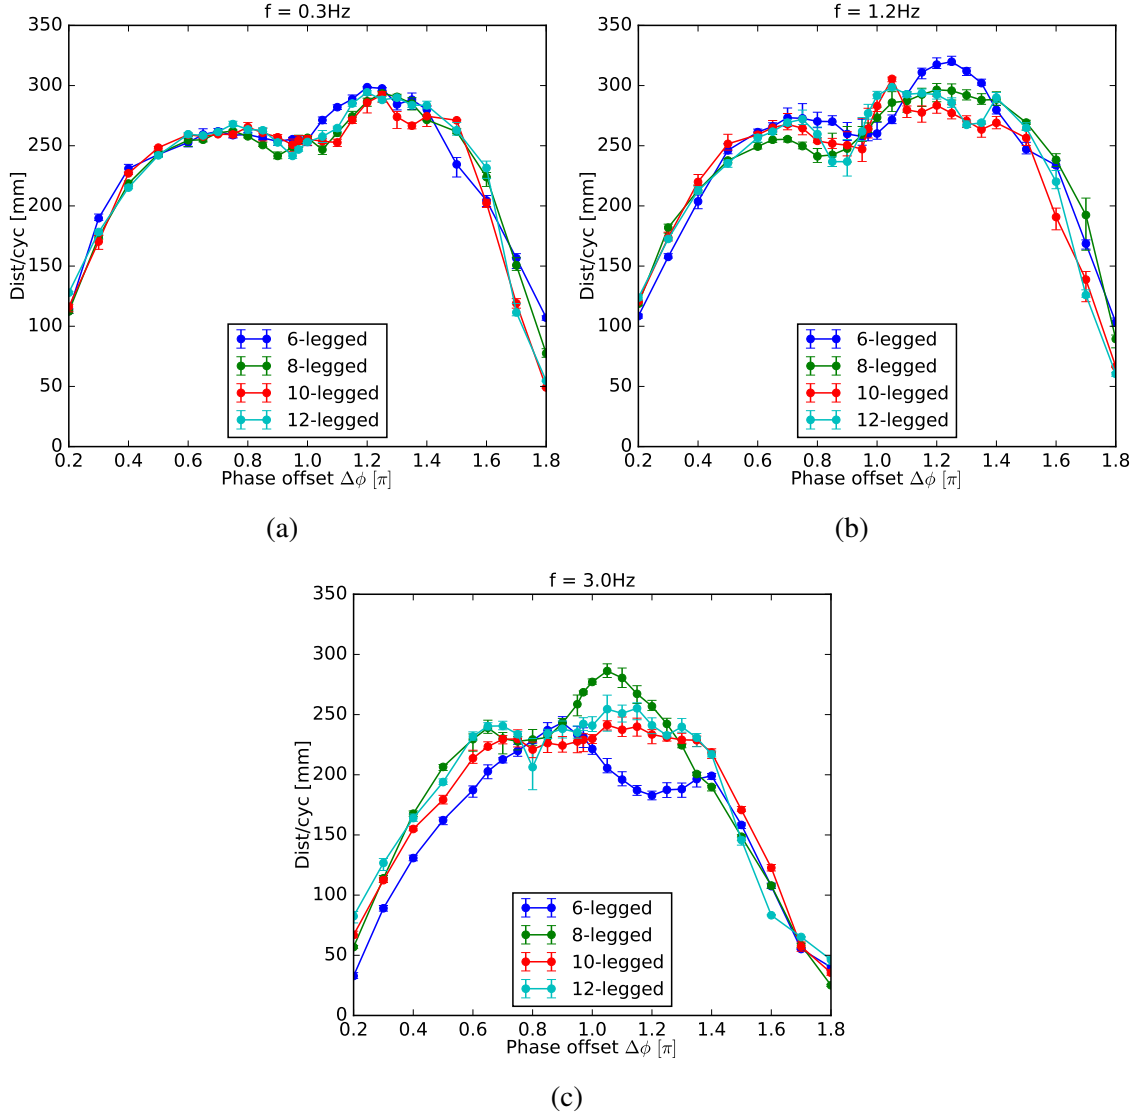 f = 0.3Hz
350
300
250
200
150
100
50
0
Dist/cyc [mm]
0.2 0.4 0.6 0.8 1.0 1.2 1.4 1.6 1.8
Phase offset Δϕ [π]
6-legged
8-legged
10-legged
12-legged
(a)
f = 1.2Hz
350
300
250
200
150
100
50
0
Dist/cyc [mm]
0.2 0.4 0.6 0.8 1.0 1.2 1.4 1.6 1.8
Phase offset Δϕ [π]
6-legged
8-legged
10-legged
12-legged
(b)
f = 3.0Hz
350
300
250
200
150
100
50
0
Dist/cyc [mm]
0.2 0.4 0.6 0.8 1.0 1.2 1.4 1.6 1.8
Phase offset Δϕ [π]
6-legged
8-legged
10-legged
12-legged
(c)